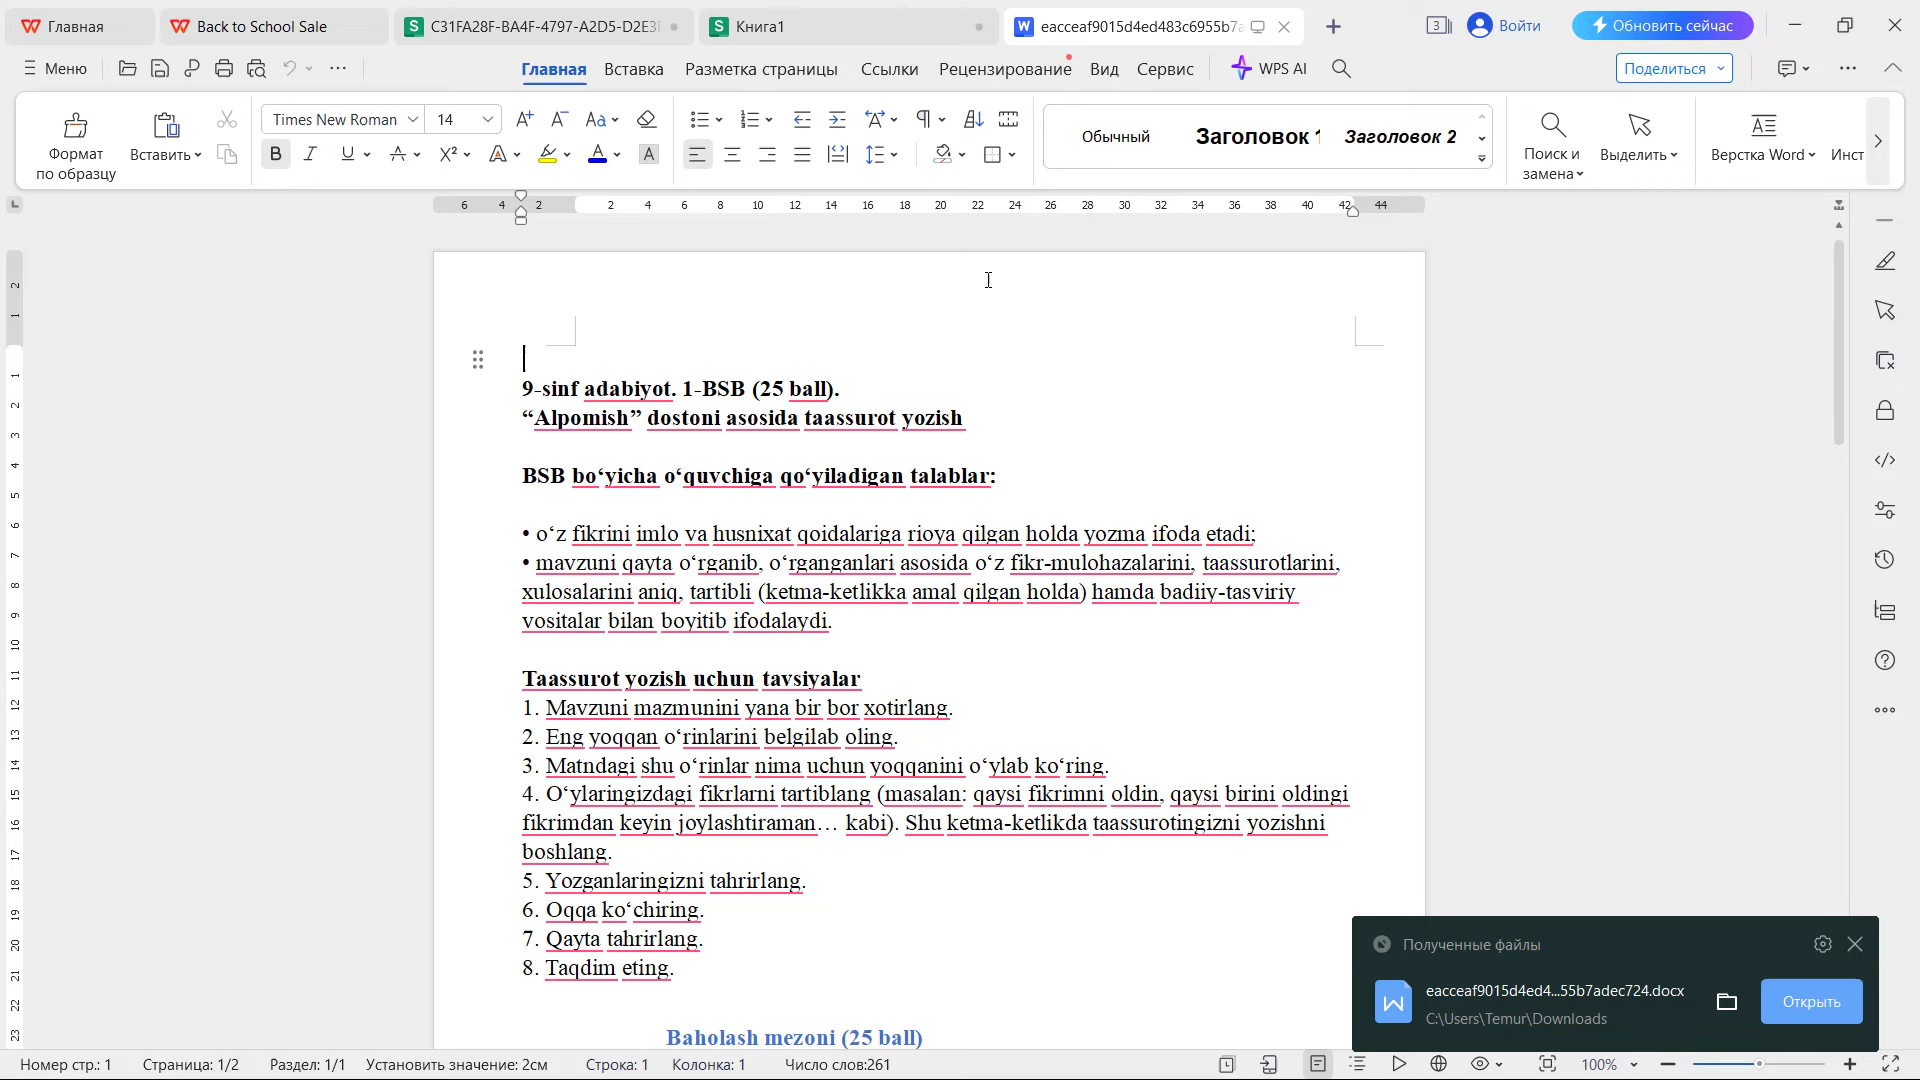 Главная
Back to School Sale
C31FA28F-BA4F-4797-A2D5-D2E3
Книга1
eacceaf9015d4ed483c6955b7a
3
Войти
Обновить сейчас
Меню
Главная Вставка Разметка страницы Ссылки Рецензирование Вид Сервис WPS AI
Поделиться
Формат по образцу
Вставить
Times New Roman 14
Обычный Заголовок 1 Заголовок 2
Поиск и замена
Выделить
Верстка Word
Инст
6 4 2 2 4 6 8 10 12 14 16 18 20 22 24 26 28 30 32 34 36 38 40 42 44
9-sinf adabiyot. 1-BSB (25 ball).
“Alpomish” dostoni asosida taassurot yozish
BSB bo‘yicha o‘quvchiga qo‘yiladigan talablar:
• o‘z fikrini imlo va husnixat qoidalariga rioya qilgan holda yozma ifoda etadi;
• mavzuni qayta o‘rganib, o‘rganganlari asosida o‘z fikr-mulohazalarini, taassurotlarini,
xulosalarini aniq, tartibli (ketma-ketlikka amal qilgan holda) hamda badiiy-tasviriy
vositalar bilan boyitib ifodalaydi.
Taassurot yozish uchun tavsiyalar
1. Mavzuni mazmunini yana bir bor xotirlang.
2. Eng yoqqan o‘rinlarini belgilab oling.
3. Matndagi shu o‘rinlar nima uchun yoqqanini o‘ylab ko‘ring.
4. O‘ylaringizdagi fikrlarni tartiblang (masalan: qaysi fikrimni oldin, qaysi birini oldingi
fikrimdan keyin joylashtiraman… kabi). Shu ketma-ketlikda taassurotingizni yozishni
boshlang.
5. Yozganlaringizni tahrirlang.
6. Oqqa ko‘chiring.
7. Qayta tahrirlang.
8. Taqdim eting.
Baholash mezoni (25 ball)
Полученные файлы
eacceaf9015d4ed4...55b7adec724.docx
C:\Users\Temur\Downloads
Открыть
Номер стр.: 1 Страница: 1/2 Раздел: 1/1 Установить значение: 2см Строка: 1 Колонка: 1 Число слов:261 100%